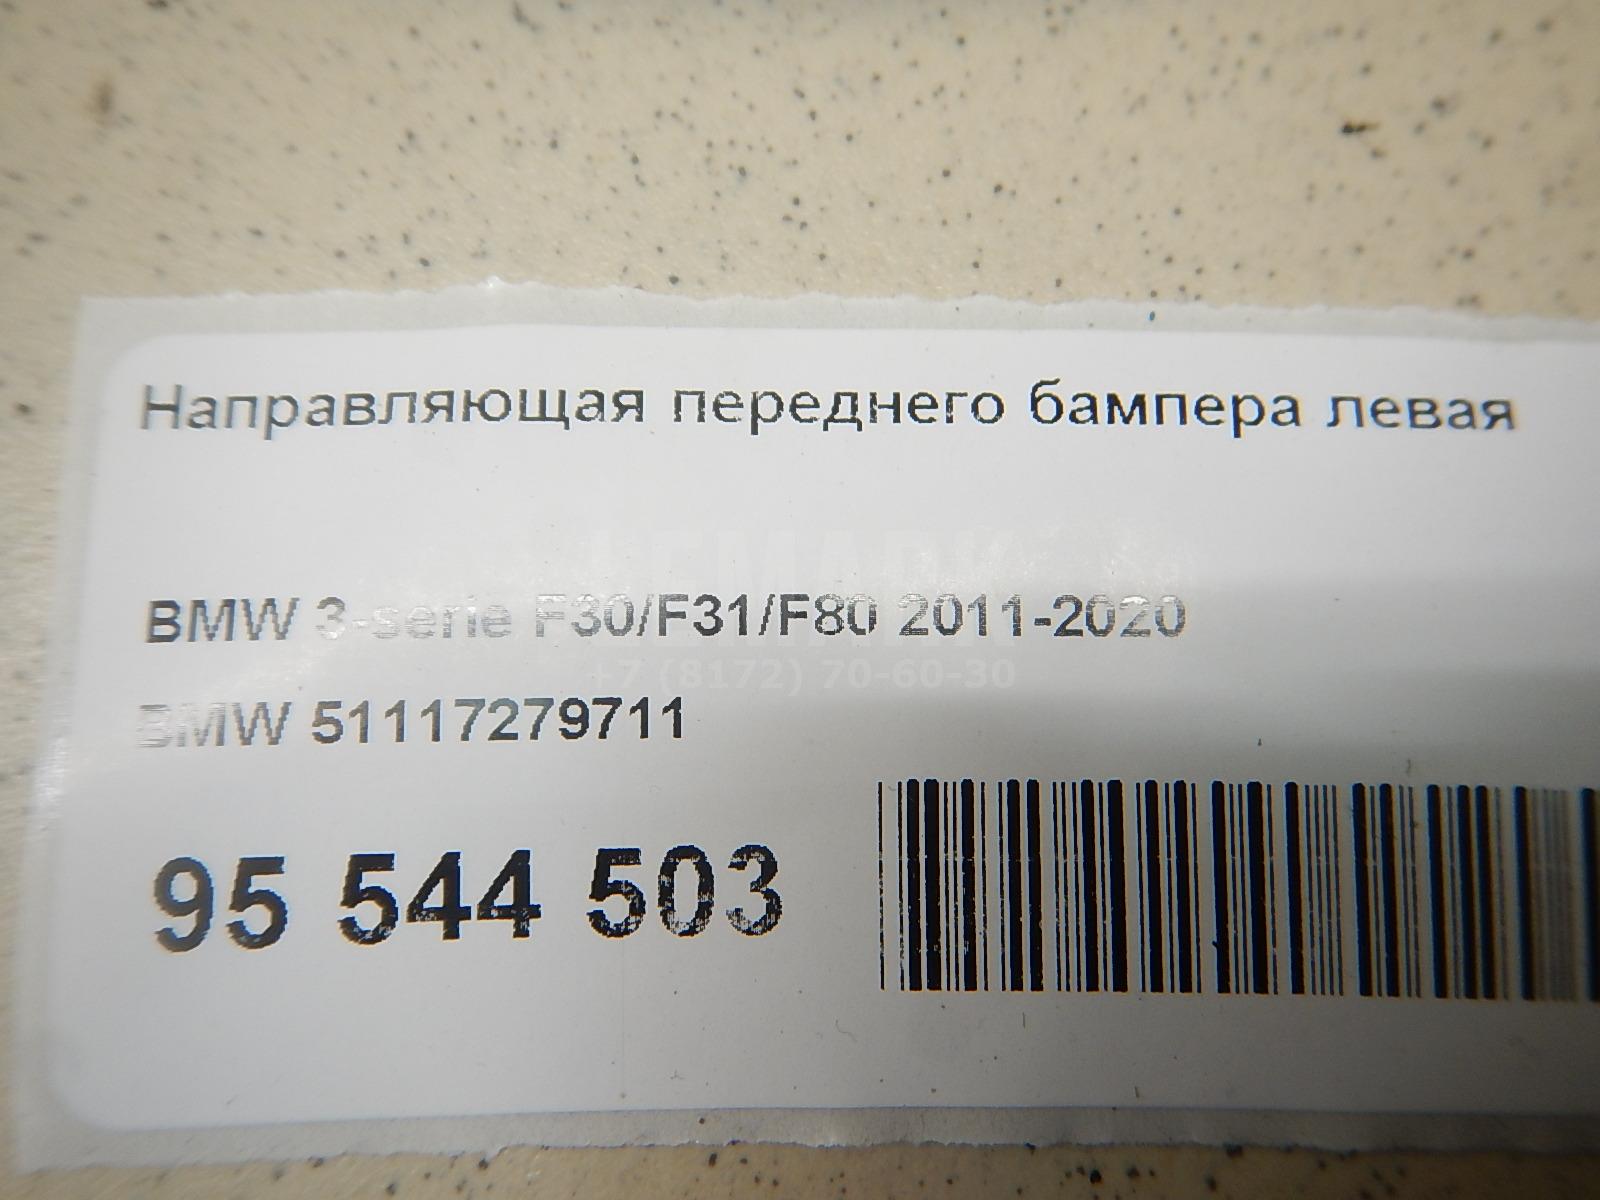 Направляющая переднего бампера левая
BMW 3-serie F30/F31/F80 2011-2020
+7 (8172) 70-60-30
BMW 51117279711
95 544 503